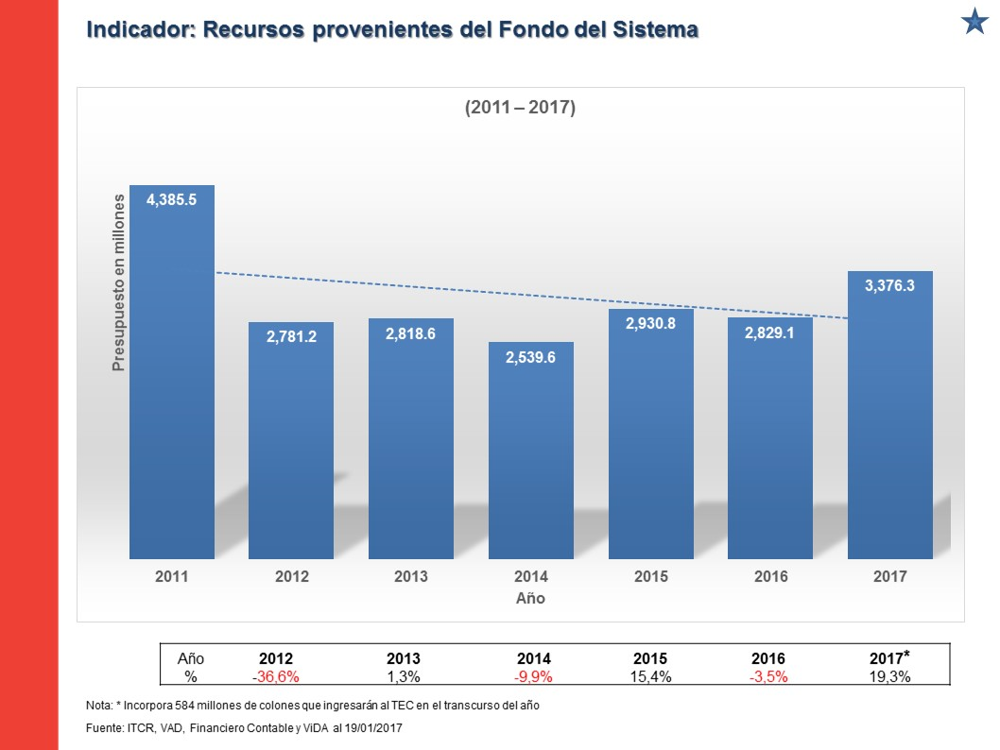 Indicador: Recursos provenientes del Fondo del Sistema
(2011 – 2017)
Presupuesto en millones
4,385.5
2,781.2
2,818.6
2,539.6
2,930.8
2,829.1
3,376.3
2011 2012 2013 2014 2015 2016 2017
Año
Año 2012 2013 2014 2015 2016 2017*
% -36,6% 1,3% -9,9% 15,4% -3,5% 19,3%
Nota: * Incorpora 584 millones de colones que ingresarán al TEC en el transcurso del año
Fuente: ITCR, VAD, Financiero Contable y ViDA al 19/01/2017